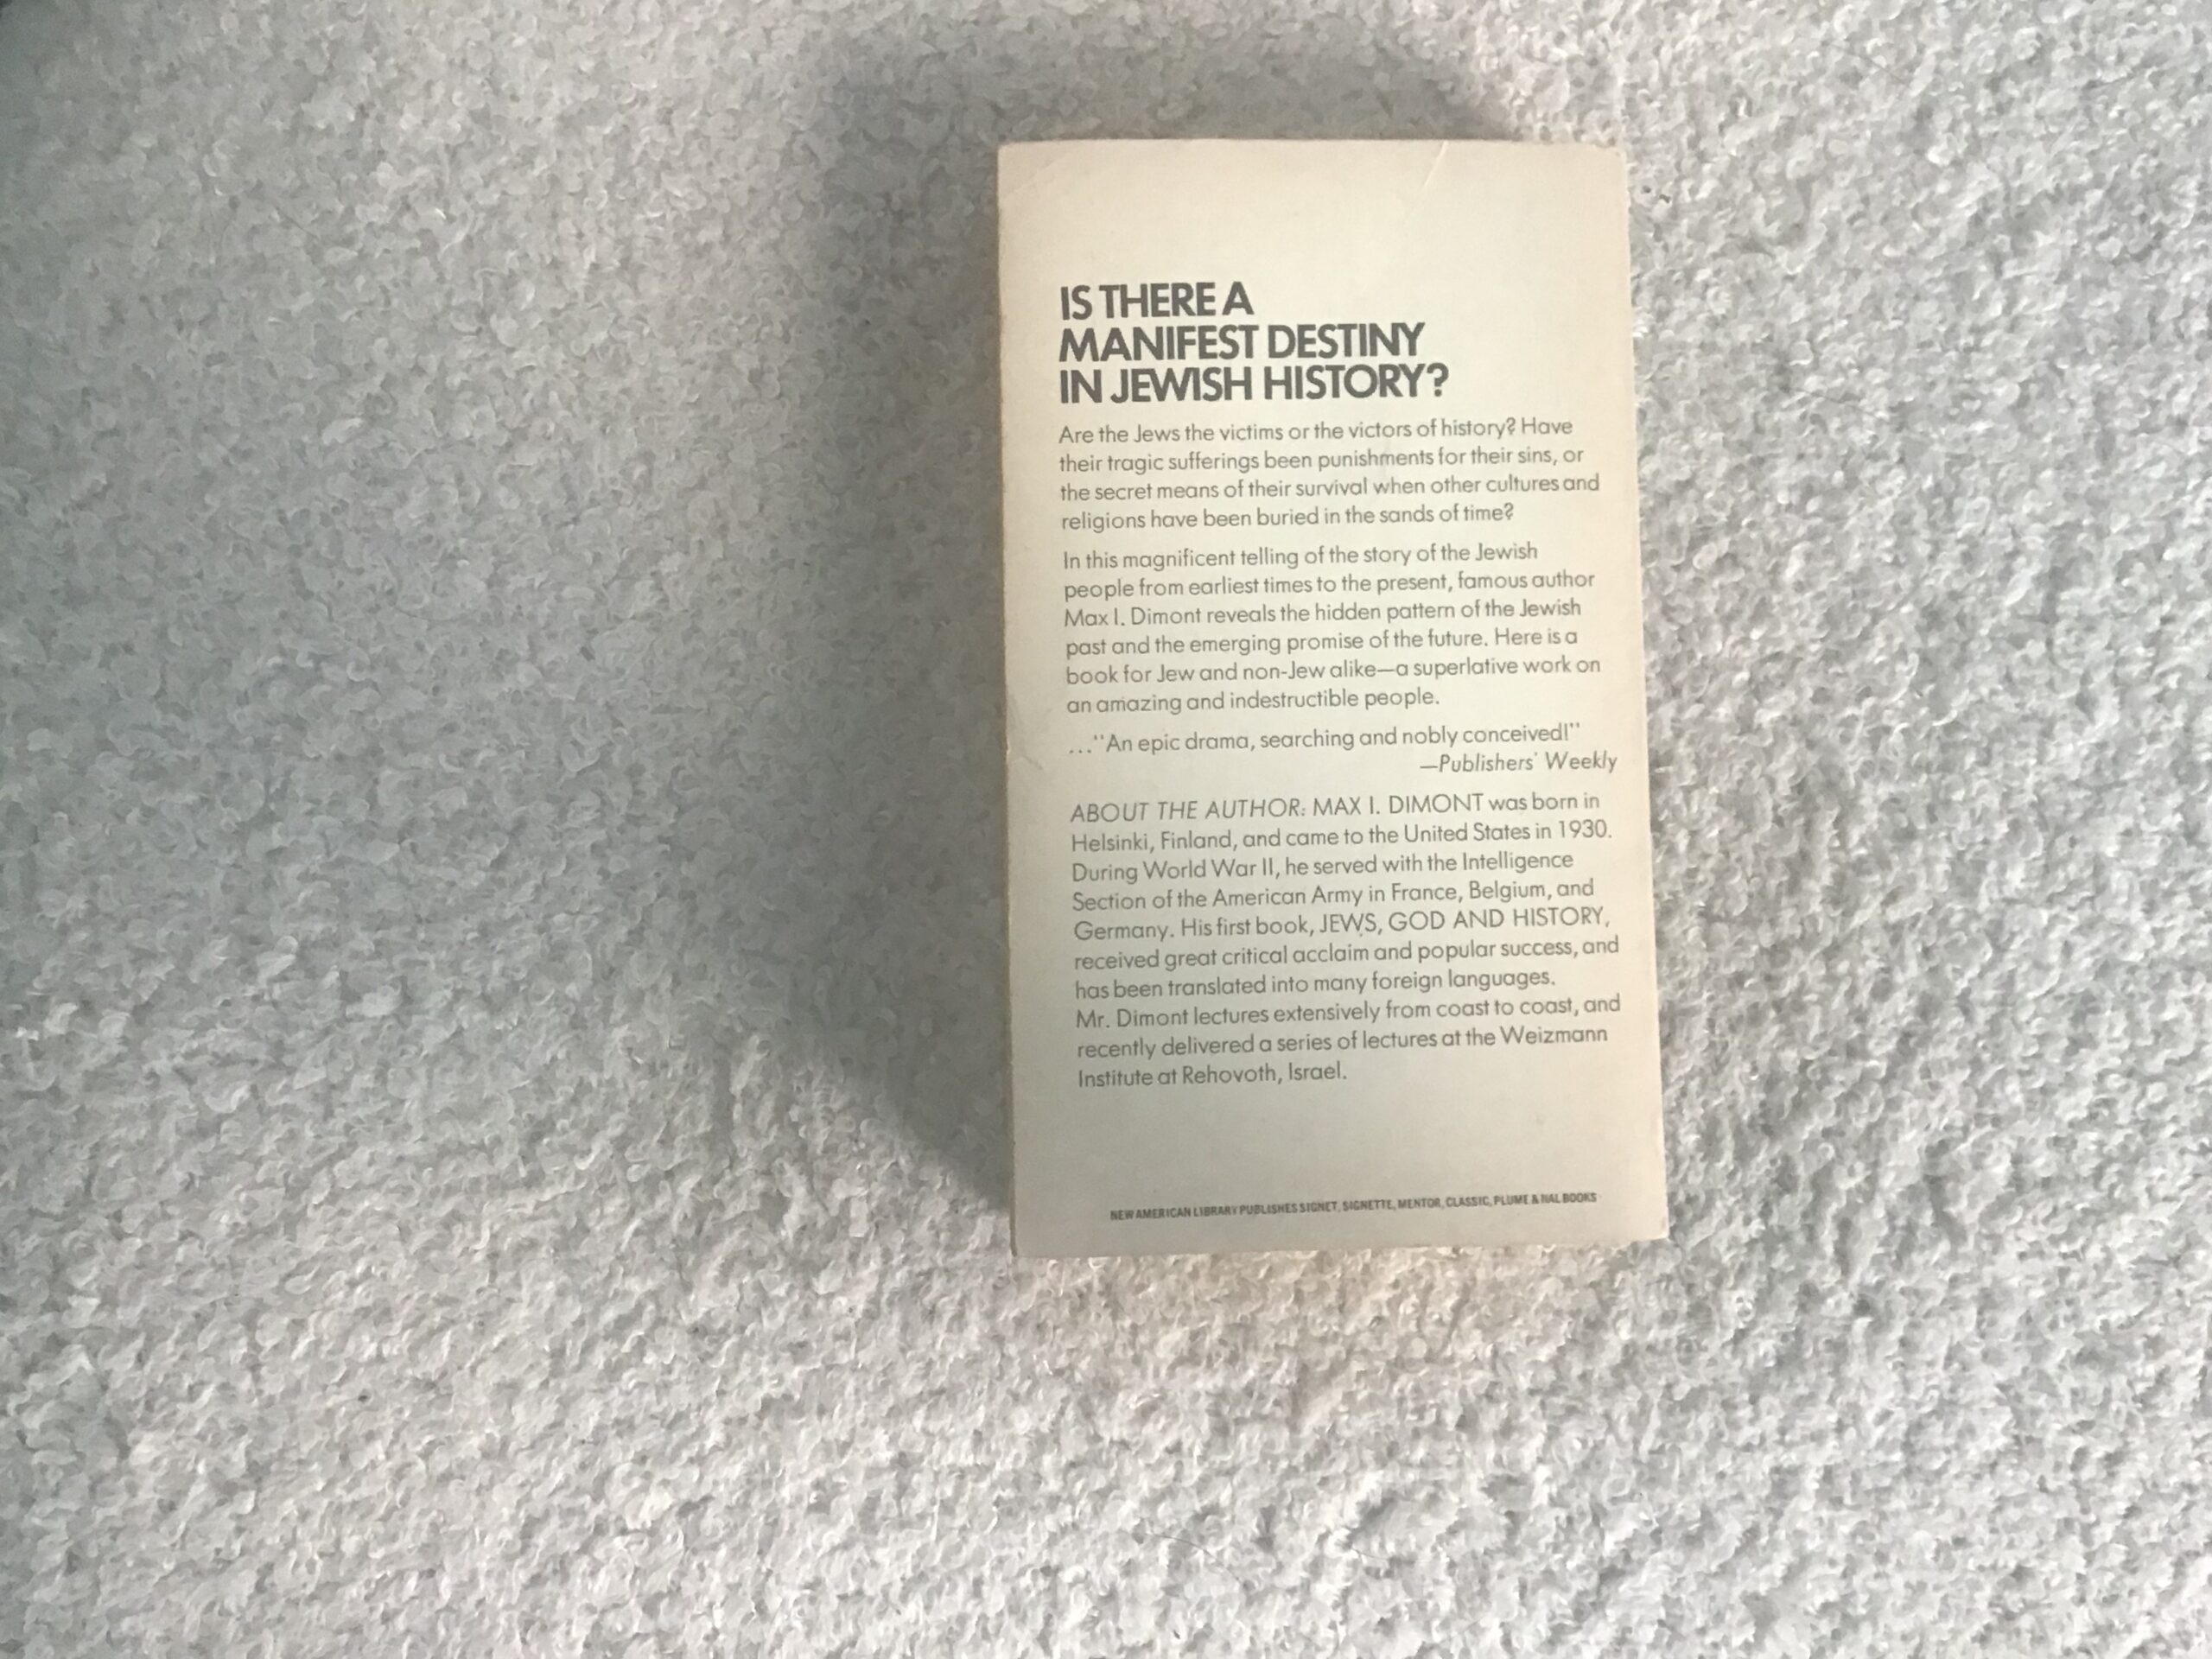 IS THERE A
MANIFEST DESTINY
IN JEWISH HISTORY?
Are the Jews the victims or the victors of history? Have
their tragic sufferings been punishments for their sins, or
the secret means of their survival when other cultures and
religions have been buried in the sands of time?
In this magnificent telling of the story of the Jewish
people from earliest times to the present, famous author
Max I. Dimont reveals the hidden pattern of the Jewish
past and the emerging promise of the future. Here is a
book for Jew and non-Jew alike—a superlative work on
an amazing and indestructible people.
..."An epic drama, searching and nobly conceived!"
—Publishers' Weekly
ABOUT THE AUTHOR: MAX I. DIMONT was born in
Helsinki, Finland, and came to the United States in 1930.
During World War II, he served with the Intelligence
Section of the American Army in France, Belgium, and
Germany. His first book, JEWS, GOD AND HISTORY,
received great critical acclaim and popular success, and
has been translated into many foreign languages.
Mr. Dimont lectures extensively from coast to coast, and
recently delivered a series of lectures at the Weizmann
Institute at Rehovoth, Israel.
NEW AMERICAN LIBRARY PUBLISHES SIGNET, SIGNETTE, MENTOR, CLASSIC, PLUME & NAL BOOKS